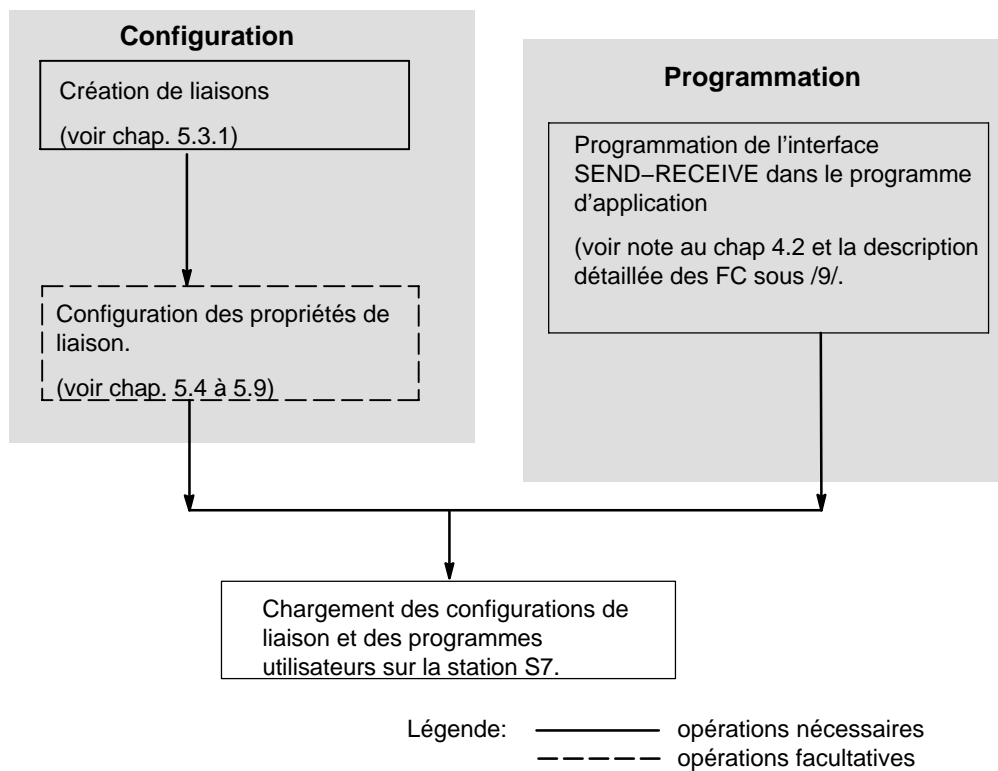 Configuration
Création de liaisons
(voir chap. 5.3.1)
Configuration des propriétés de
liaison.
(voir chap. 5.4 à 5.9)
Programmation
Programmation de l’interface
SEND−RECEIVE dans le programme
d’application
(voir note au chap 4.2 et la description
détaillée des FC sous /9/.
Chargement des configurations de
liaison et des programmes
utilisateurs sur la station S7.
Légende:
opérations nécessaires
opérations facultatives